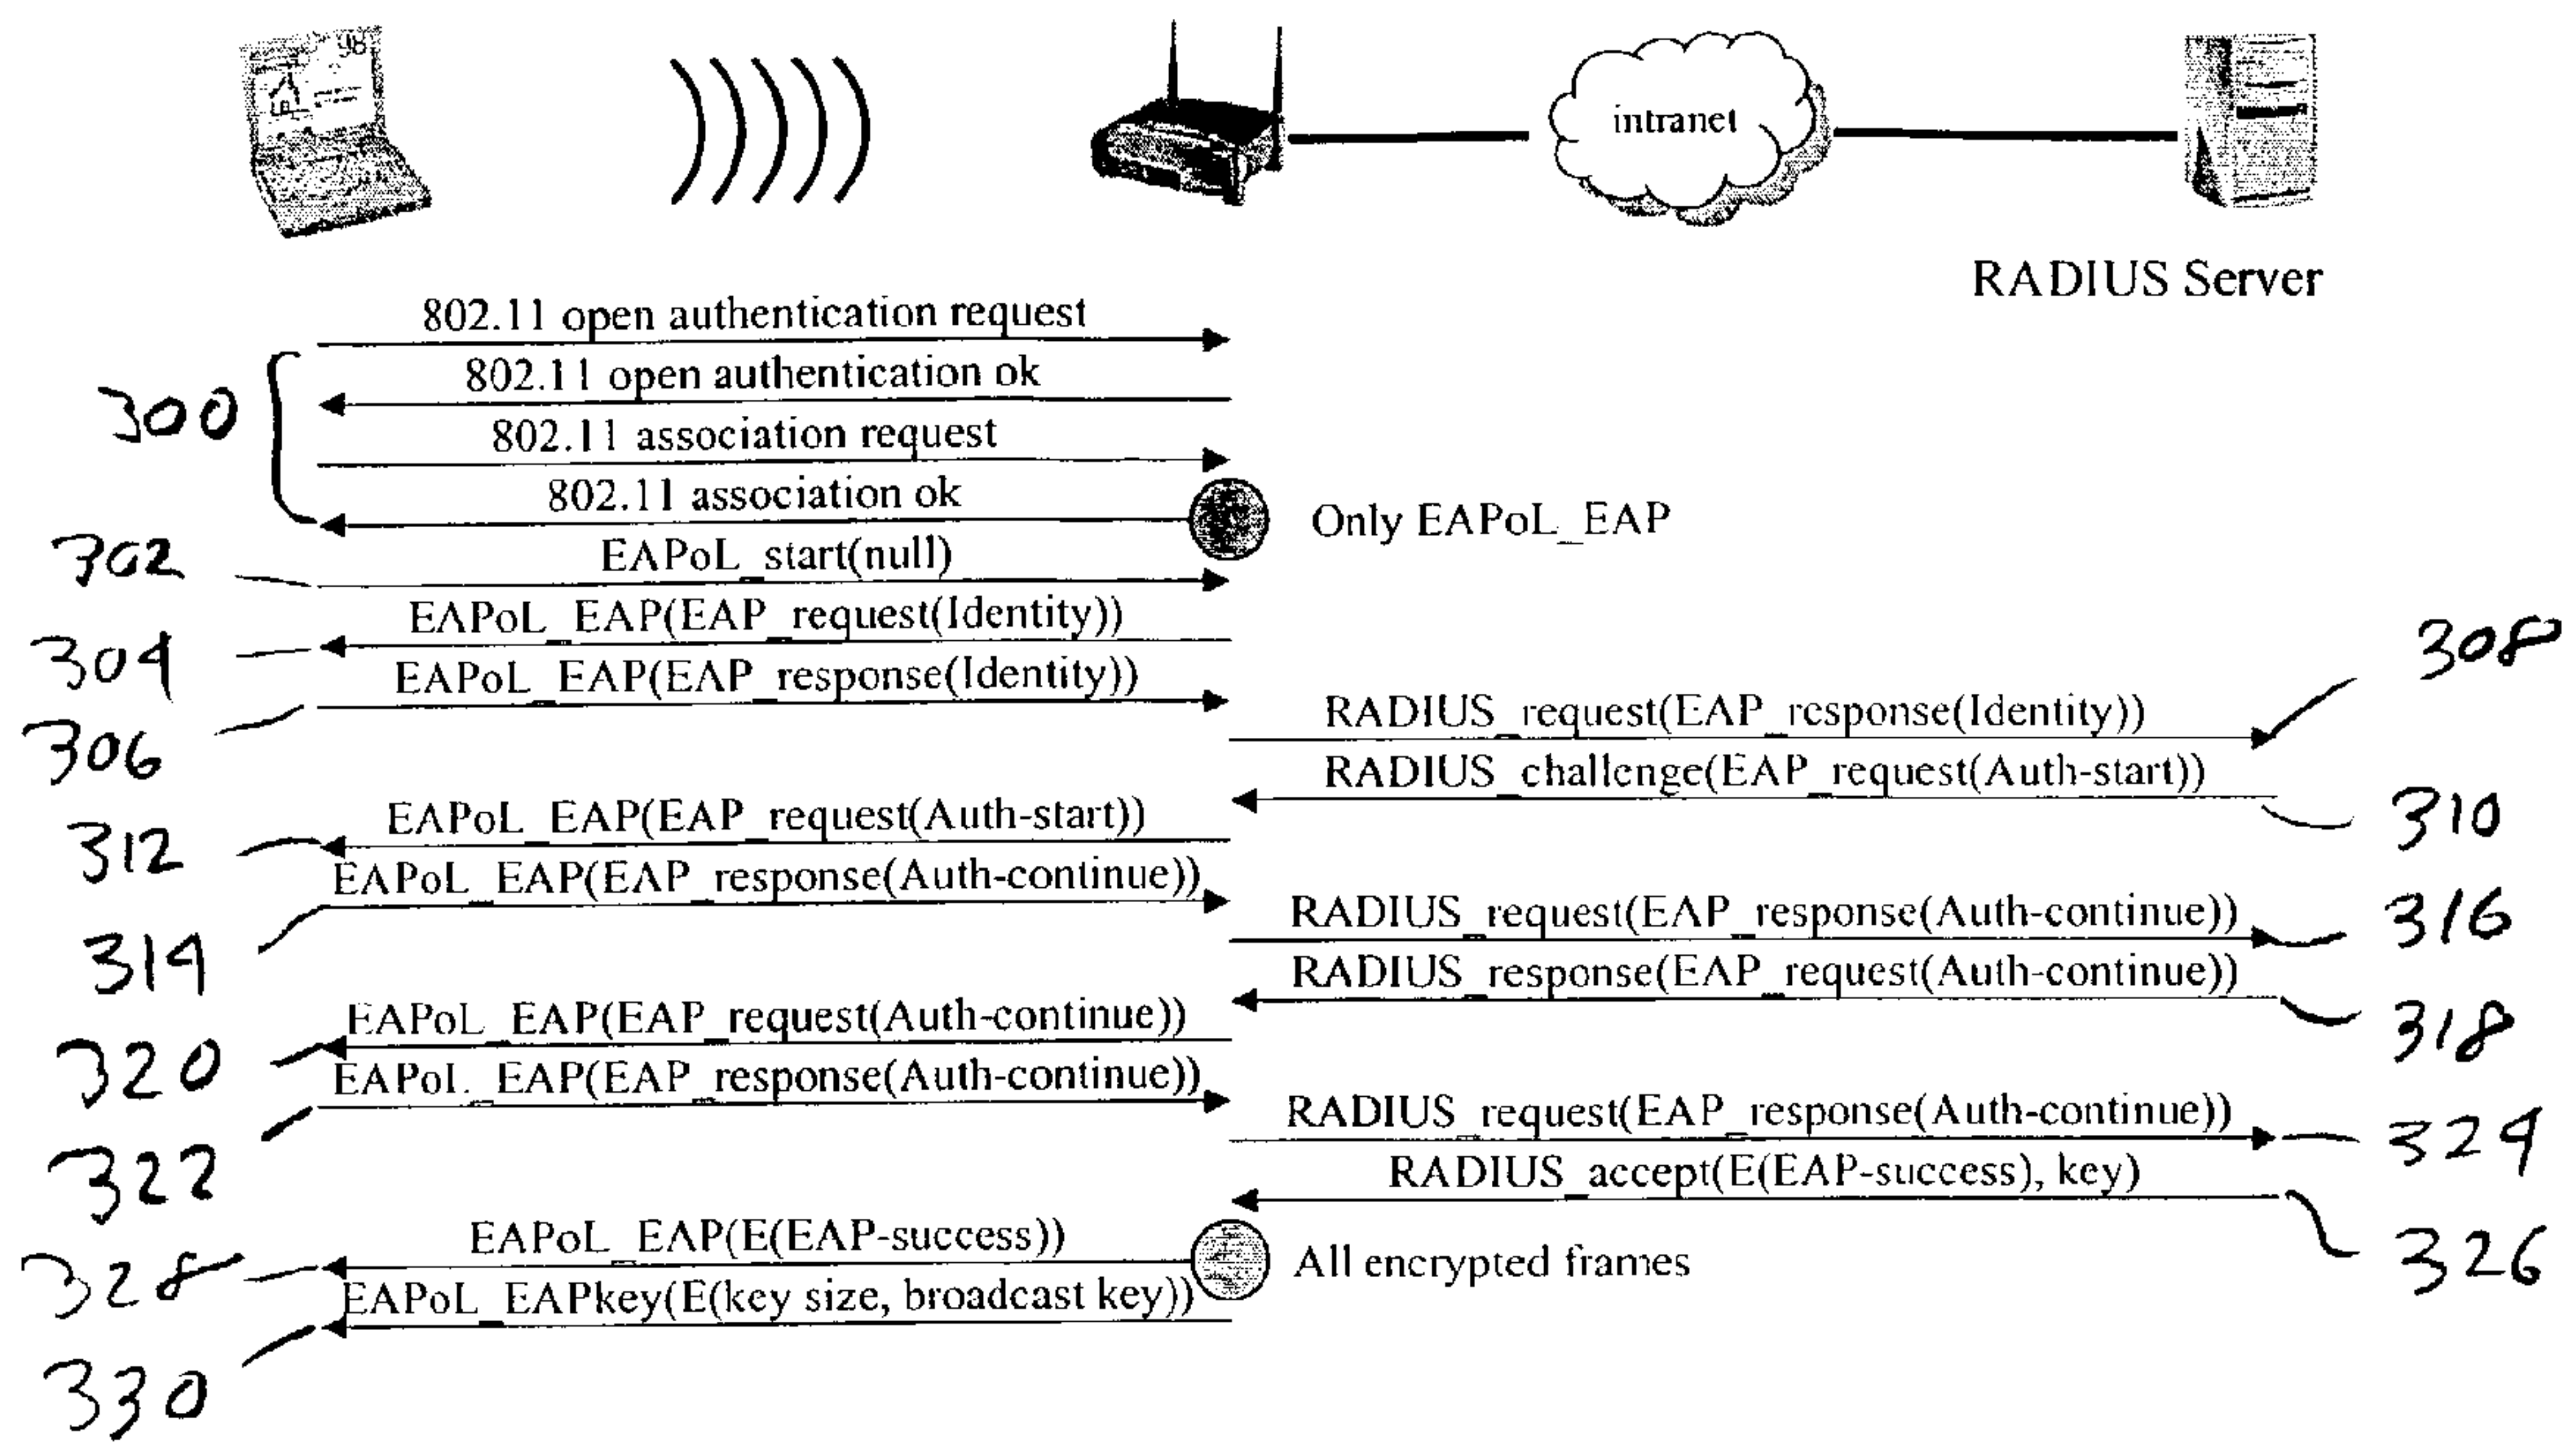 98
intranet
RADIUS Server
802.11 open authentication request
802.11 open authentication ok
300
802.11 association request
802.11 association ok
Only EAPoL_EAP
302
EAPoL_start(null)
EAPoL_EAP(EAP_request(Identity))
304
308
EAPoL_EAP(EAP_response(Identity))
306
RADIUS_request(EAP_response(Identity))
RADIUS_challenge(EAP_request(Auth-start))
310
312
EAPoL_EAP(EAP_request(Auth-start))
EAPoL_EAP(EAP_response(Auth-continue))
314
RADIUS_request(EAP_response(Auth-continue))
316
RADIUS_response(EAP_request(Auth-continue))
318
EAPoL_EAP(EAP_request(Auth-continue))
320
EAPoL_EAP(EAP_response(Auth-continue))
322
RADIUS_request(EAP_response(Auth-continue))
324
RADIUS_accept(E(EAP-success), key)
326
EAPoL_EAP(E(EAP-success))
All encrypted frames
328
EAPoL_EAPkey(E(key size, broadcast key))
330